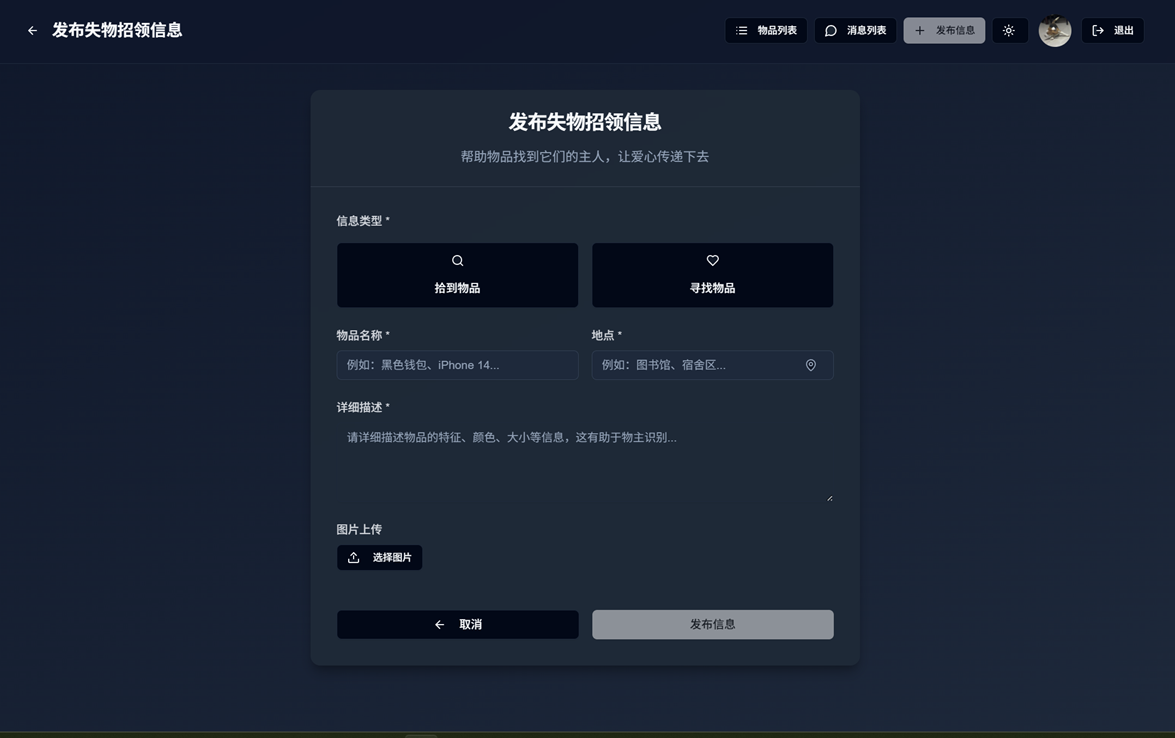 发布失物招领信息
物品列表 消息列表 发布信息 退出
发布失物招领信息
帮助物品找到它们的主人，让爱心传递下去
信息类型 *
拾到物品 寻找物品
物品名称 * 地点 *
例如：黑色钱包、iPhone 14... 例如：图书馆、宿舍区...
详细描述 *
请详细描述物品的特征、颜色、大小等信息，这有助于物主识别...
图片上传
选择图片
取消 发布信息